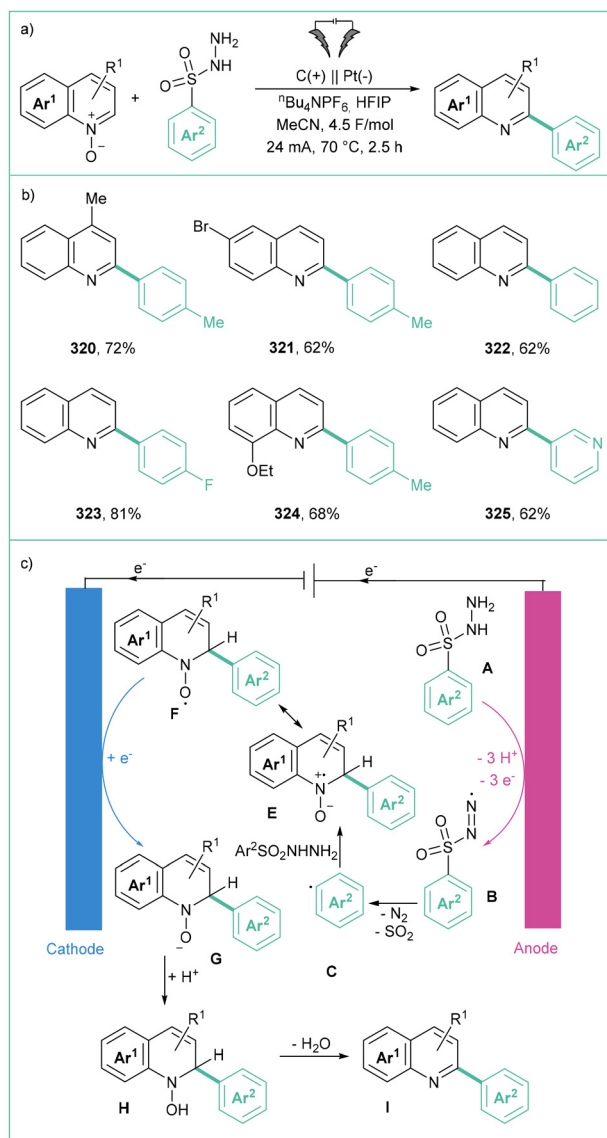 a)
R¹
Ar¹
N
+
O
−
+
NH₂
NH
O
S
O
Ar²
C(+) || Pt(-)
ⁿBu₄NPF₆, HFIP
MeCN, 4.5 F/mol
24 mA, 70 °C, 2.5 h
R¹
Ar¹
N
Ar²
b)
Me
N
Me
320, 72%
Br
N
Me
321, 62%
N
322, 62%
N
F
323, 81%
N
OEt
Me
324, 68%
N
N
325, 62%
c)
e⁻
e⁻
R¹
H
Ar¹
N
O
Ar²
F
NH₂
NH
O
S
O
Ar²
A
+ e⁻
R¹
H
Ar¹
N
+
O
−
Ar²
E
- 3 H⁺
- 3 e⁻
Ar²SO₂NHNH₂
N
N
O
S
O
Ar²
B
R¹
H
Ar¹
N
O
−
Ar²
G
Ar²
C
- N₂
- SO₂
Cathode
Anode
+ H⁺
R¹
H
Ar¹
N
OH
Ar²
H
- H₂O
R¹
Ar¹
N
Ar²
I